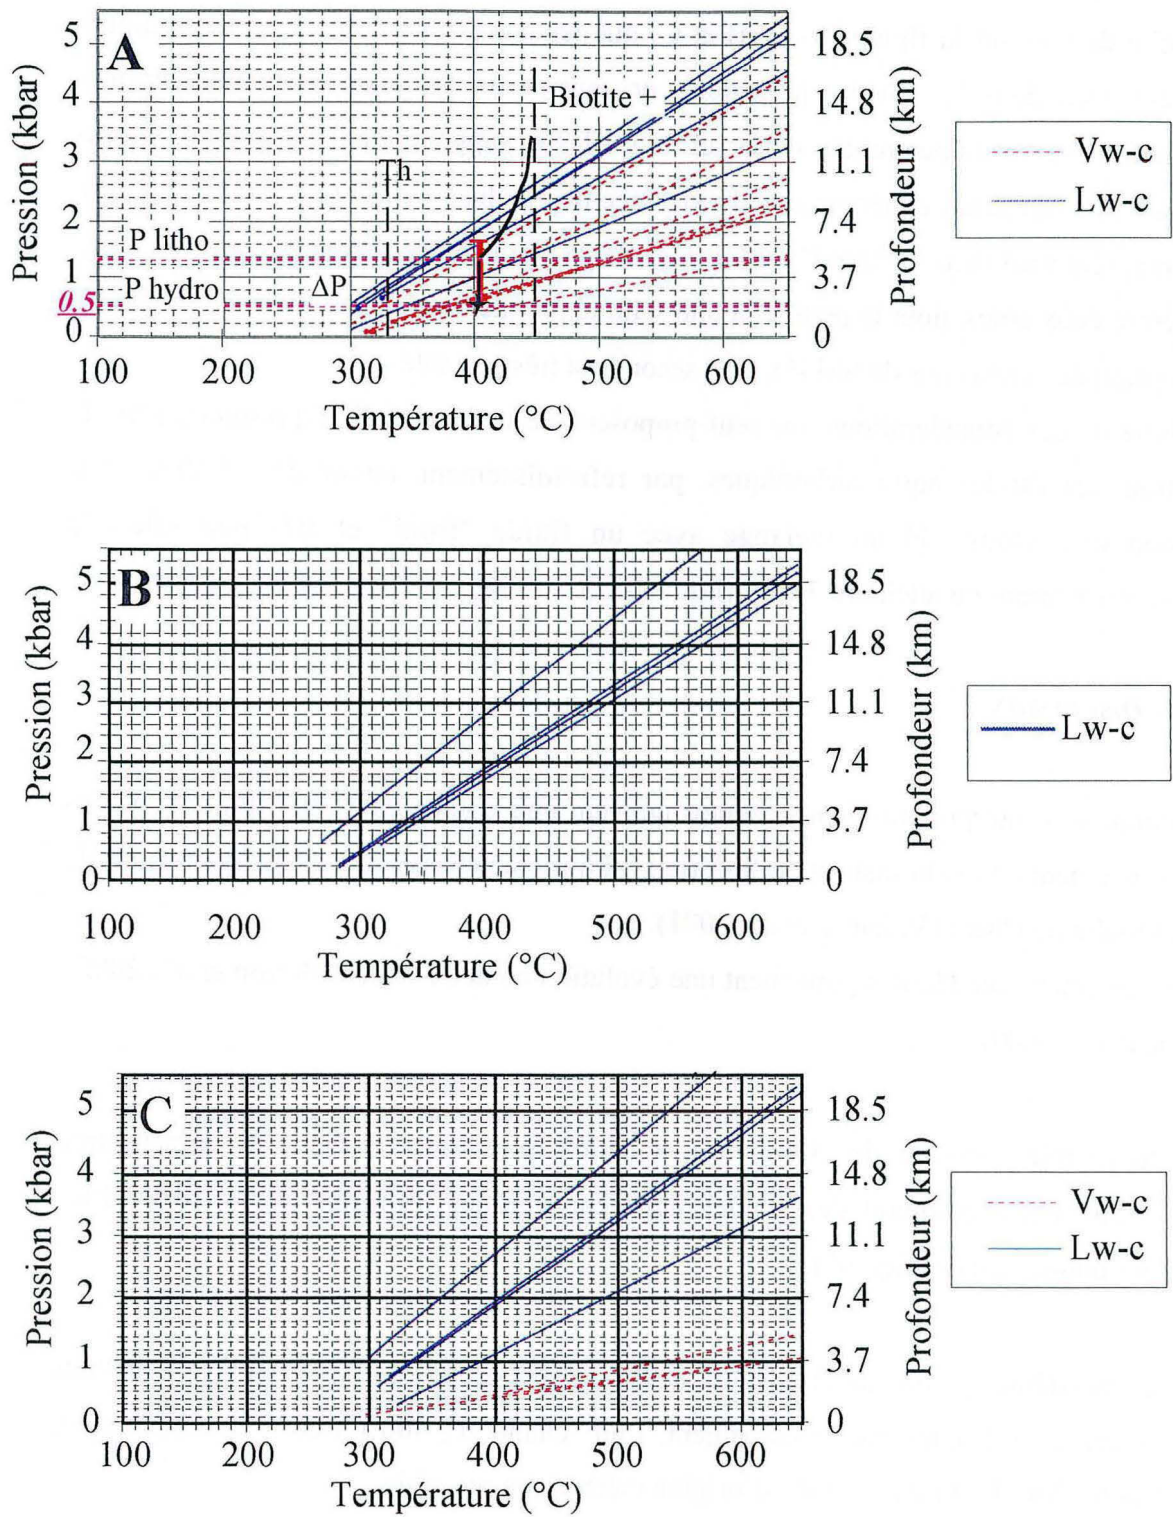 A
5
4
3
2
1
0.5
0
Pression (kbar)
Th
Biotite +
P litho
P hydro
ΔP
18.5
14.8
11.1
7.4
3.7
0
Profondeur (km)
Vw-c
Lw-c
100 200 300 400 500 600
Température (°C)
B
5
4
3
2
1
0
Pression (kbar)
18.5
14.8
11.1
7.4
3.7
0
Profondeur (km)
Lw-c
100 200 300 400 500 600
Température (°C)
C
5
4
3
2
1
0
Pression (kbar)
18.5
14.8
11.1
7.4
3.7
0
Profondeur (km)
Vw-c
Lw-c
100 200 300 400 500 600
Température (°C)